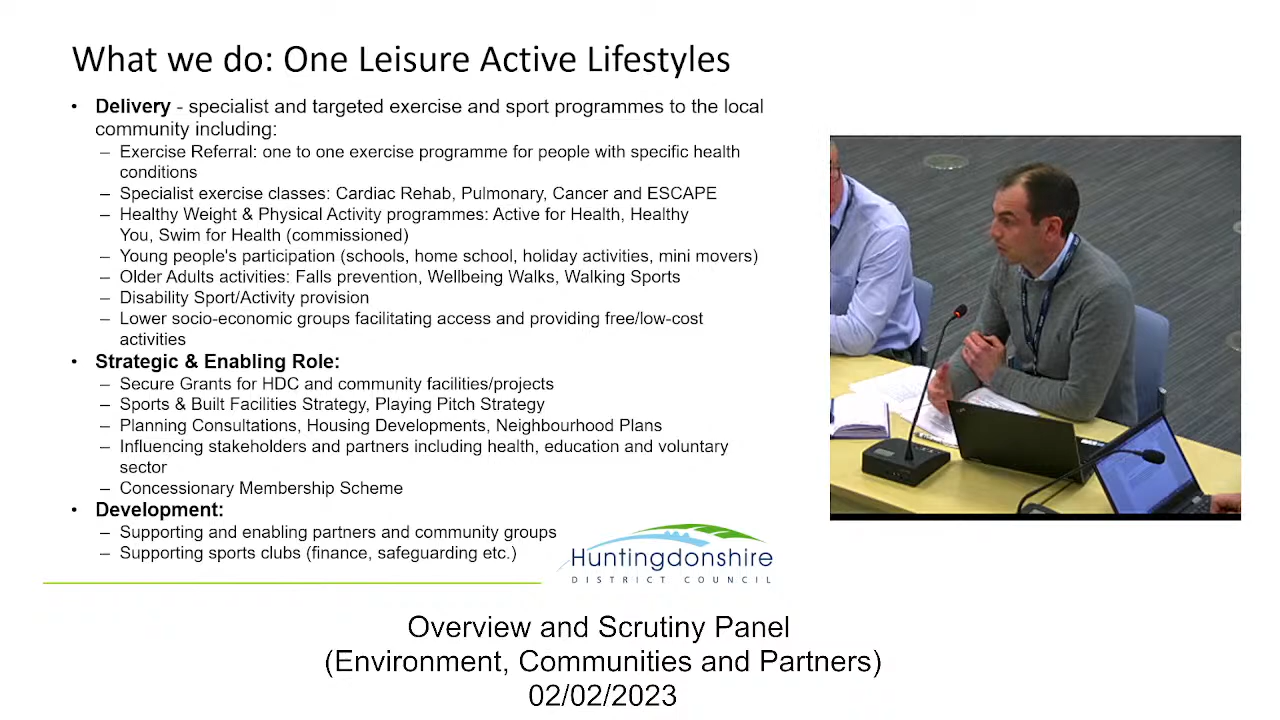 What we do: One Leisure Active Lifestyles
• Delivery - specialist and targeted exercise and sport programmes to the local
community including:
– Exercise Referral: one to one exercise programme for people with specific health
conditions
– Specialist exercise classes: Cardiac Rehab, Pulmonary, Cancer and ESCAPE
– Healthy Weight & Physical Activity programmes: Active for Health, Healthy
You, Swim for Health (commissioned)
– Young people's participation (schools, home school, holiday activities, mini movers)
– Older Adults activities: Falls prevention, Wellbeing Walks, Walking Sports
– Disability Sport/Activity provision
– Lower socio-economic groups facilitating access and providing free/low-cost
activities
• Strategic & Enabling Role:
– Secure Grants for HDC and community facilities/projects
– Sports & Built Facilities Strategy, Playing Pitch Strategy
– Planning Consultations, Housing Developments, Neighbourhood Plans
– Influencing stakeholders and partners including health, education and voluntary
sector
– Concessionary Membership Scheme
• Development:
– Supporting and enabling partners and community groups
– Supporting sports clubs (finance, safeguarding etc.)
Huntingdonshire
DISTRICT COUNCIL
Overview and Scrutiny Panel
(Environment, Communities and Partners)
02/02/2023